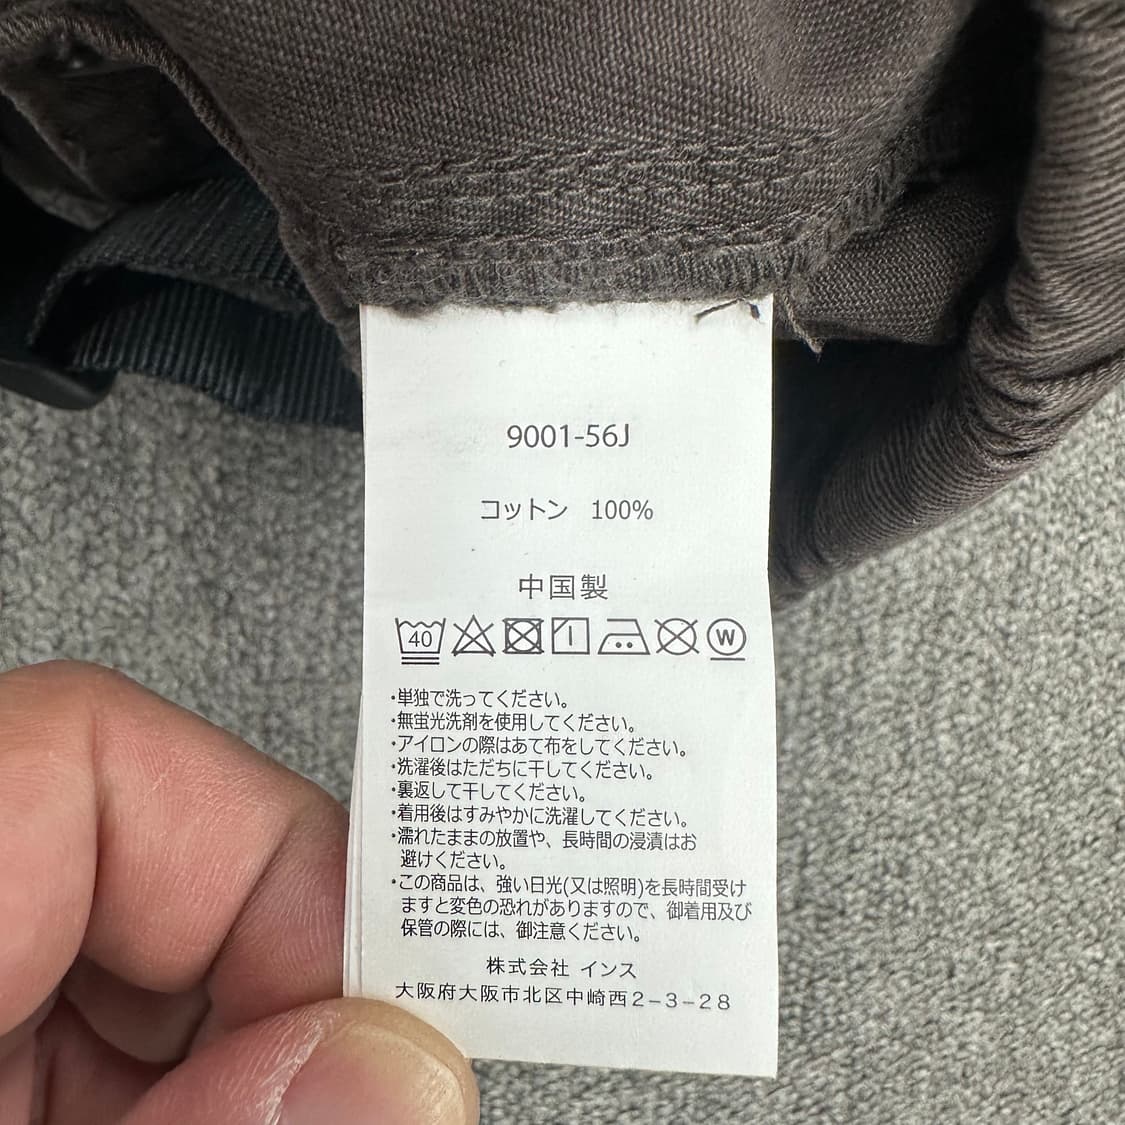 9001-56J
コットン 100%
中国製
40 W
・単独で洗ってください。
・無蛍光洗剤を使用してください。
・アイロンの際はあて布をしてください。
・洗濯後はただちに干してください。
・裏返して干してください。
・着用後はすみやかに洗濯してください。
・濡れたままの放置や、長時間の浸漬はお
避けください。
・この商品は、強い日光(又は照明)を長時間受け
ますと変色の恐れがありますので、御着用及び
保管の際には、御注意ください。
株式会社 インス
大阪府大阪市北区中崎西2-3-28